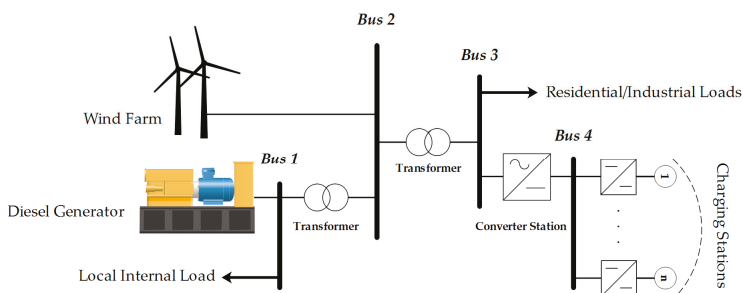 Bus 2
Bus 3
Wind Farm
Residential/Industrial Loads
Bus 4
Bus 1
Transformer
1
Diesel Generator
Transformer
Converter Station
Charging Stations
Local Internal Load
n